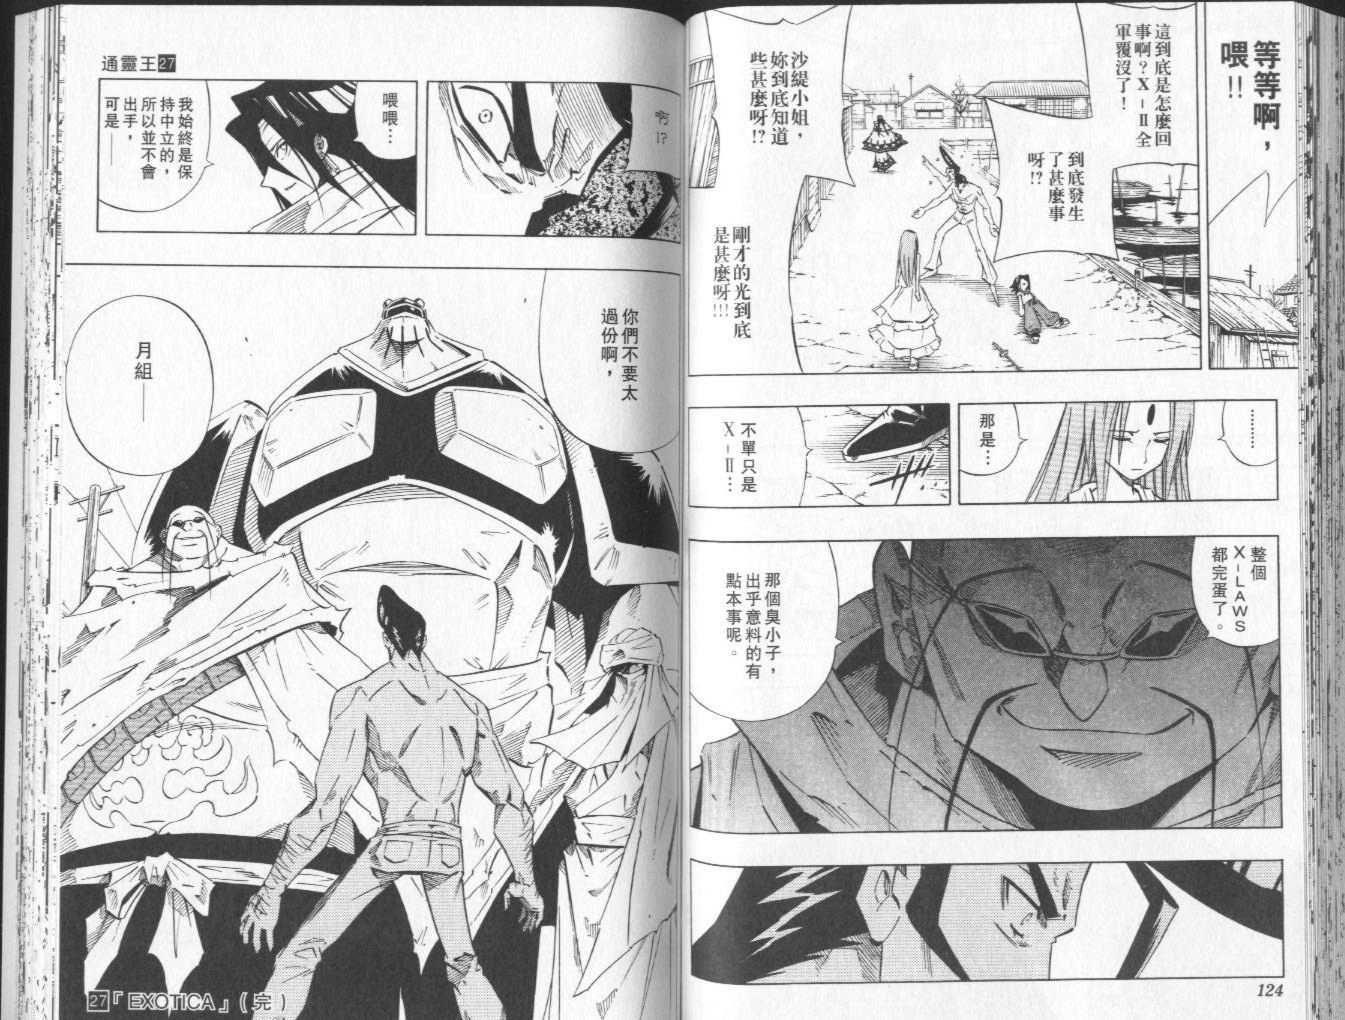 等等啊，
喂!!
這到底是怎麼回
事啊？X－II全
軍覆沒了！
到底發生
了甚麼事
呀!?
沙緹小姐，
妳到底知道
些甚麼呀!?
剛才的光到底
是甚麼呀!!!
………
那是…
不單只是
X－II…
整個
X－LAWS
都完蛋了。
那個臭小子，
出乎意料的有
點本事呢。
124
通靈王27
啊!?
喂喂…
我始終是保
持中立的，
所以並不會
出手，
可是——
你們不要太
過份啊，
月組——
27「EXOTICA」(完)